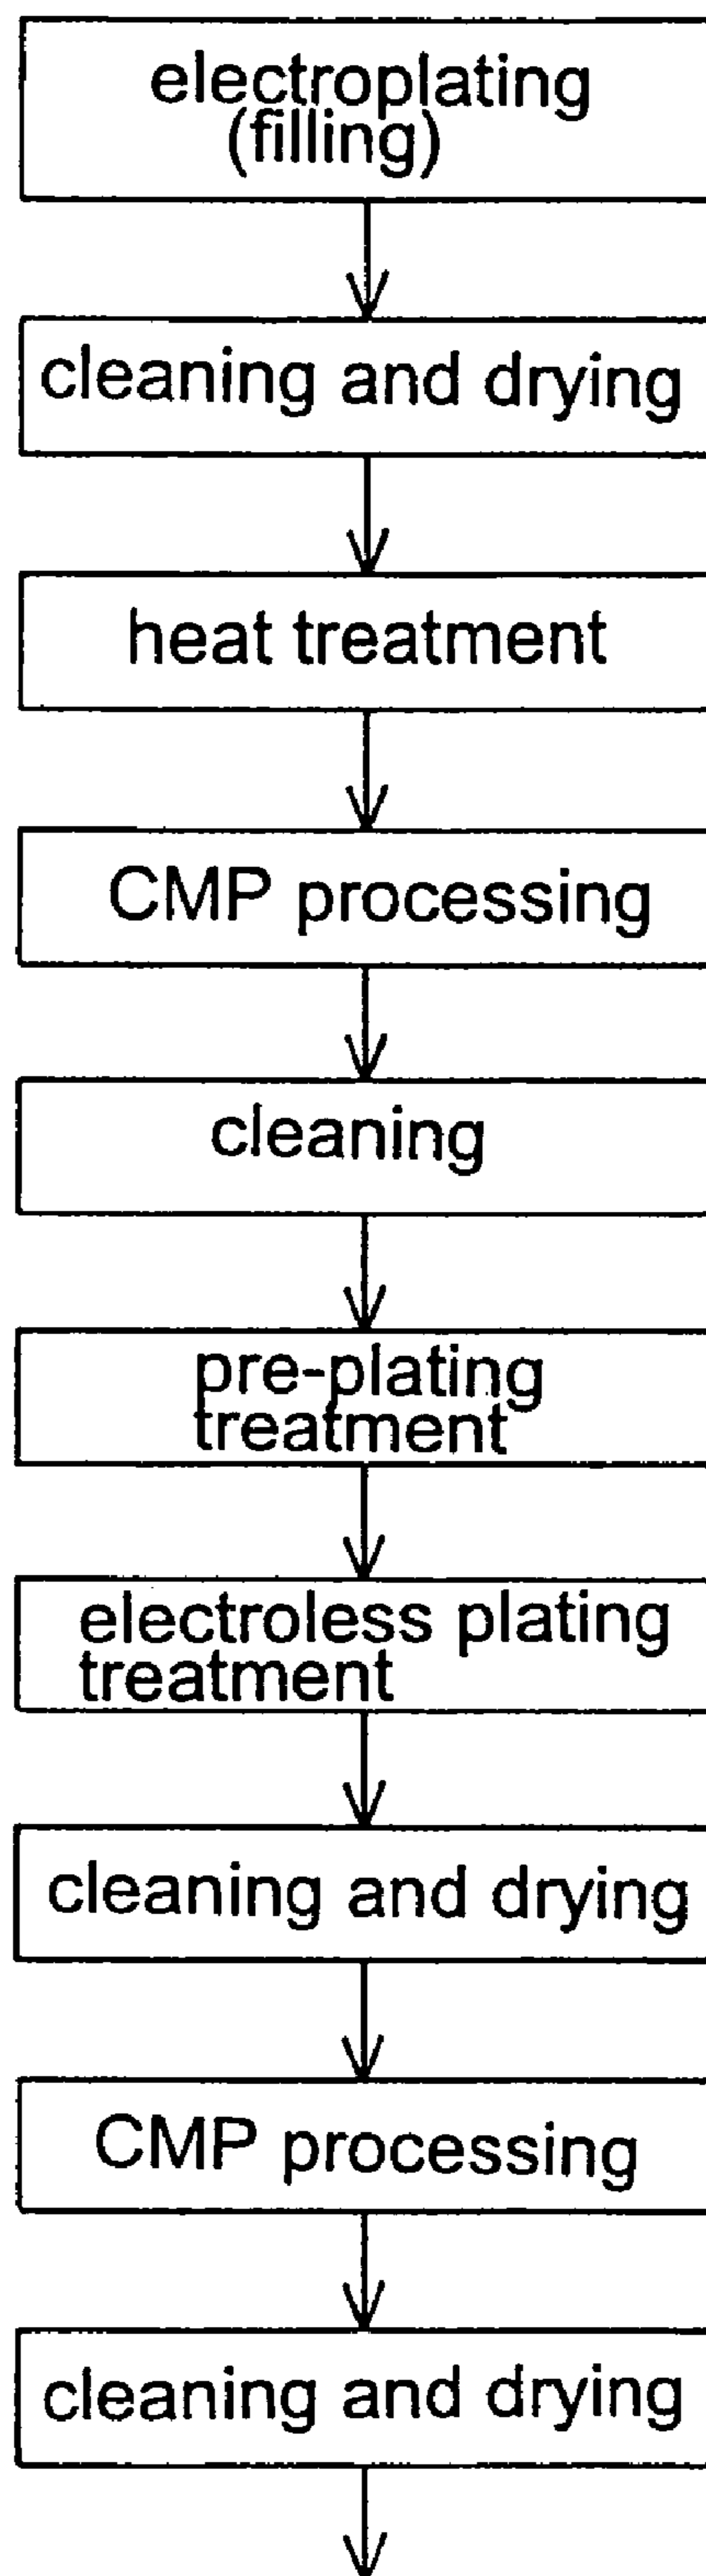 electroplating
(filling)
cleaning and drying
heat treatment
CMP processing
cleaning
pre-plating
treatment
electroless plating
treatment
cleaning and drying
CMP processing
cleaning and drying